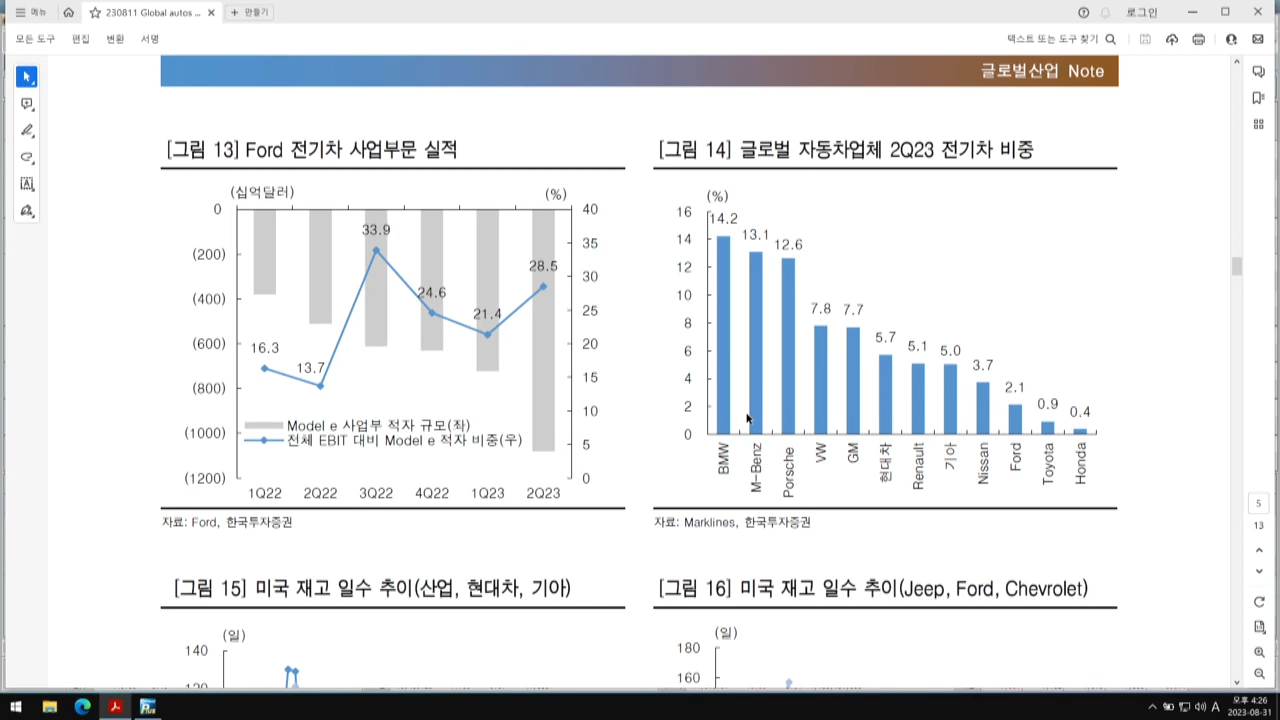 메뉴
230811 Global autos ...
만들기
로그인
모든 도구 편집 변환 서명
텍스트 또는 도구 찾기
글로벌산업 Note
[그림 13] Ford 전기차 사업부문 실적
(십억달러)
(%)
0
(200)
(400)
(600)
(800)
(1000)
(1200)
40
35
30
25
20
15
10
5
0
16.3
13.7
33.9
24.6
21.4
28.5
Model e 사업부 적자 규모(좌)
전체 EBIT 대비 Model e 적자 비중(우)
1Q22 2Q22 3Q22 4Q22 1Q23 2Q23
자료: Ford, 한국투자증권
[그림 14] 글로벌 자동차업체 2Q23 전기차 비중
(%)
16
14
12
10
8
6
4
2
0
14.2
13.1
12.6
7.8
7.7
5.7
5.1
5.0
3.7
2.1
0.9
0.4
BMW
M-Benz
Porsche
VW
GM
현대차
Renault
기아
Nissan
Ford
Toyota
Honda
자료: Marklines, 한국투자증권
[그림 15] 미국 재고 일수 추이(산업, 현대차, 기아)
(일)
140
120
[그림 16] 미국 재고 일수 추이(Jeep, Ford, Chevrolet)
(일)
180
160
5
13
A
오후 4:26
2023-08-31